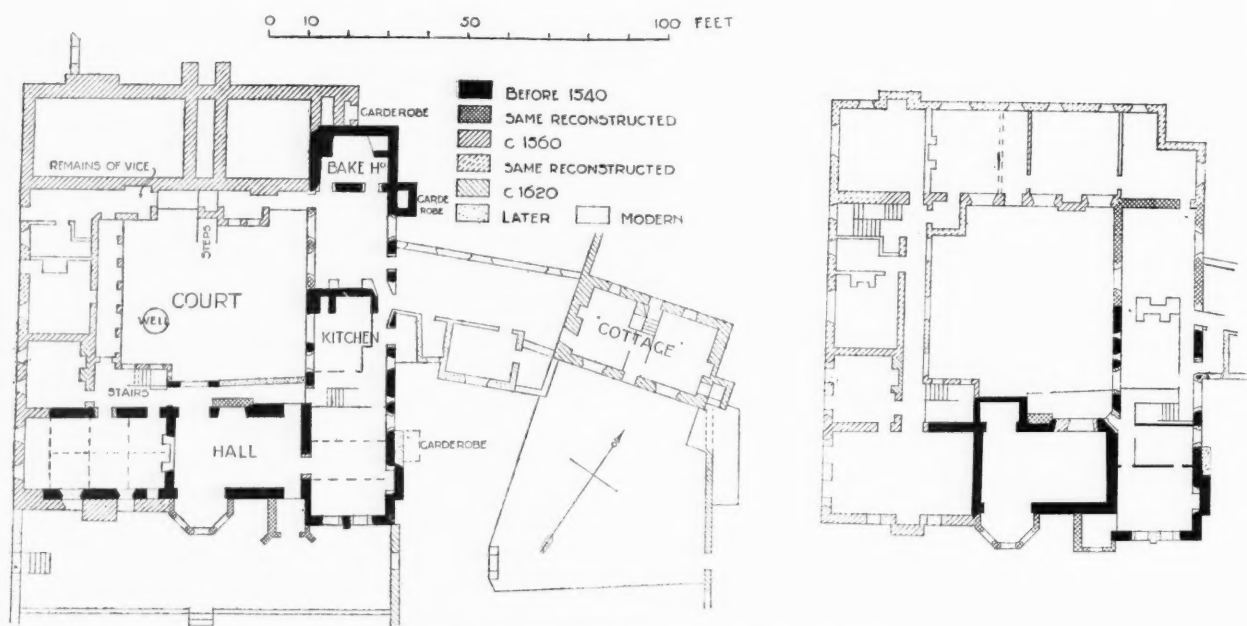 0 10 50 100 FEET
BEFORE 1540
SAME RECONSTRUCTED
C 1560
SAME RECONSTRUCTED
C 1620
LATER MODERN
GARDEROBE
BAKE HO
REMAINS OF VICE
GARDE
ROBE
STEPS
COURT
WELL
KITCHEN
COTTAGE
STAIRS
HALL
GARDEROBE